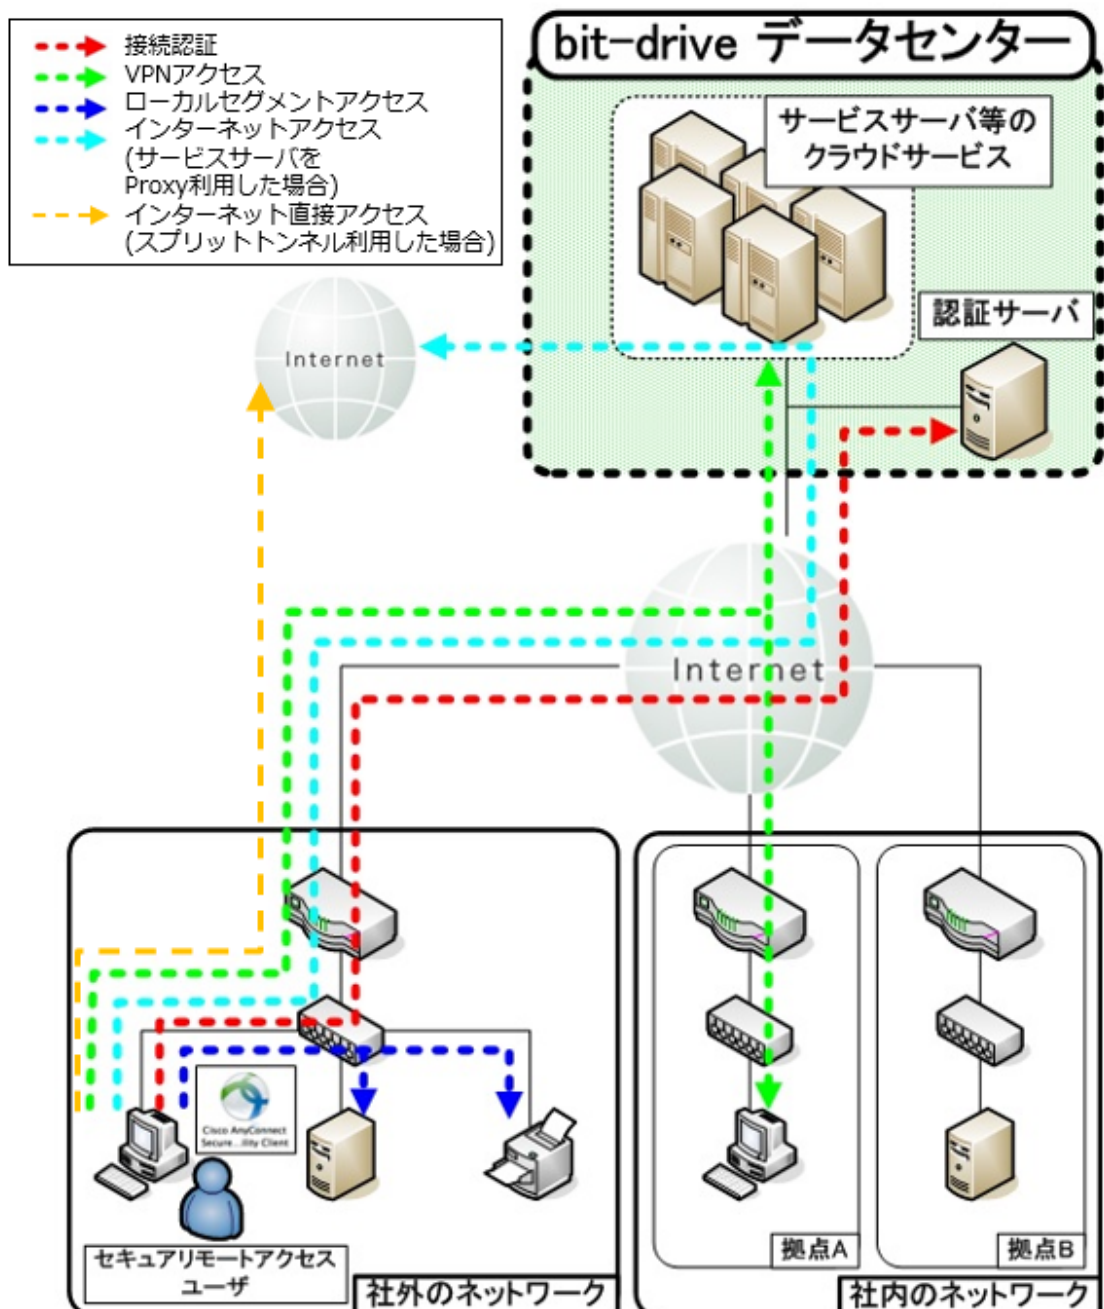 接続認証
VPNアクセス
ローカルセグメントアクセス
インターネットアクセス
(サービスサーバを
Proxy利用した場合)
インターネット直接アクセス
(スプリットトンネル利用した場合)
bit-drive データセンター
サービスサーバ等の
クラウドサービス
認証サーバ
Internet
Internet
Cisco AnyConnect
Secure...ility Client
セキュアリモートアクセス
ユーザ
社外のネットワーク
拠点A
拠点B
社内のネットワーク